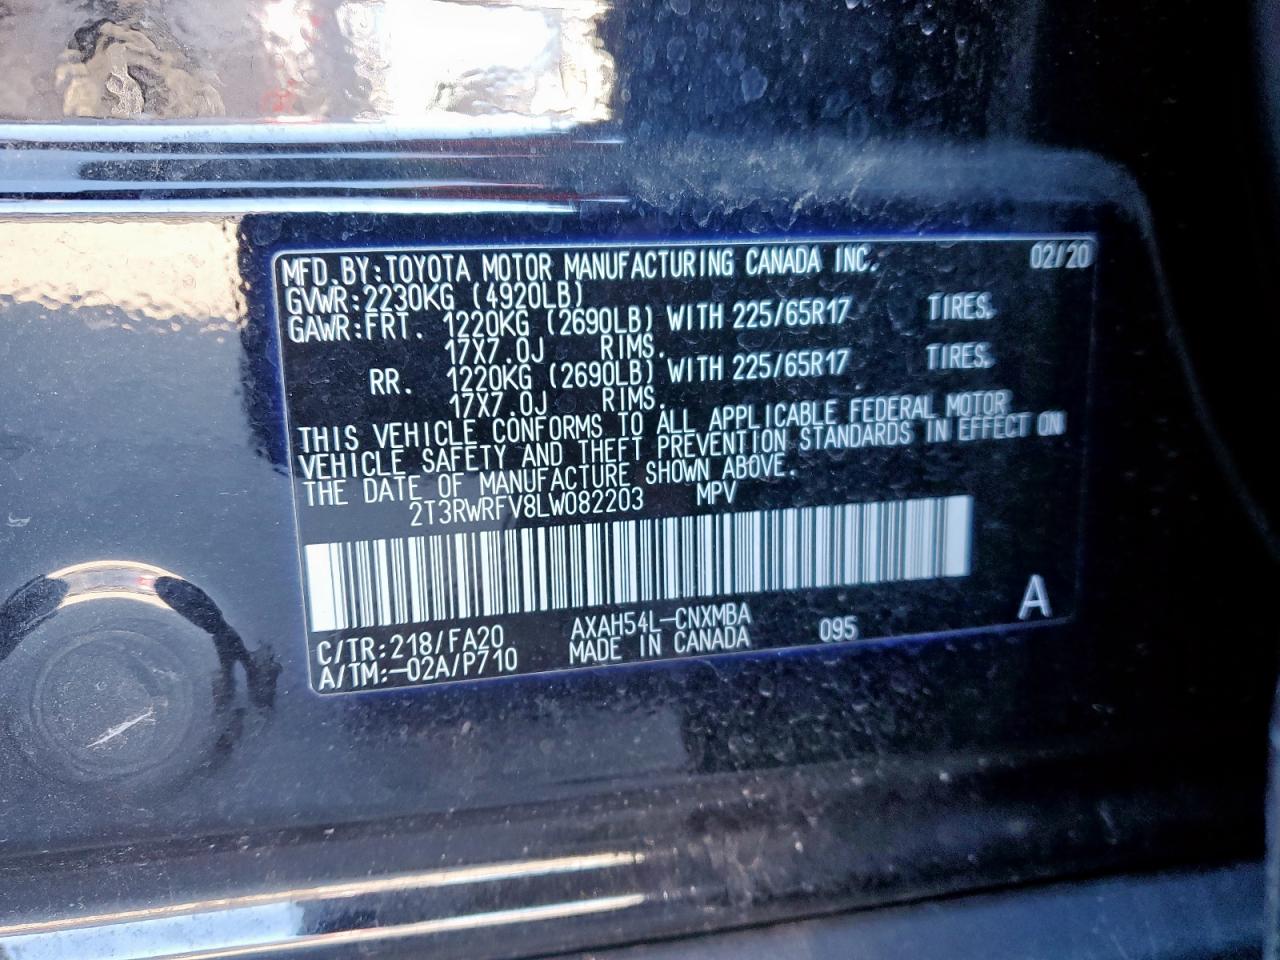 MFD.BY:TOYOTA MOTOR MANUFACTURING CANADA INC. 02/20
GVWR:2230KG (4920LB)
GAWR:FRT. 1220KG (2690LB) WITH 225/65R17 TIRES,
17X7.0J RIMS.
RR. 1220KG (2690LB) WITH 225/65R17 TIRES,
17X7.0J RIMS.
THIS VEHICLE CONFORMS TO ALL APPLICABLE FEDERAL MOTOR
VEHICLE SAFETY AND THEFT PREVENTION STANDARDS IN EFFECT ON
THE DATE OF MANUFACTURE SHOWN ABOVE.
2T3RWRFV8LW082203 MPV
C/TR:218/FA20 AXAH54L-CNXMBA 095 A
A/TM:-02A/P710 MADE IN CANADA